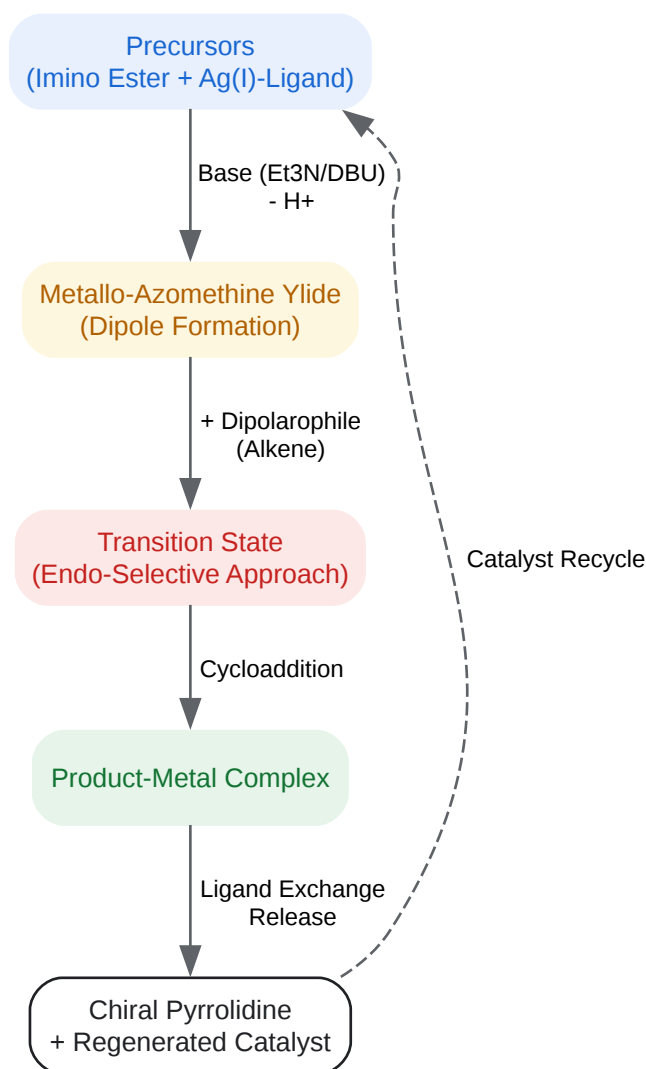 Precursors
(Imino Ester + Ag(I)-Ligand)
Base (Et3N/DBU)
- H+
Metallo-Azomethine Ylide
(Dipole Formation)
+ Dipolarophile
(Alkene)
Transition State
(Endo-Selective Approach)
Catalyst Recycle
Cycloaddition
Product-Metal Complex
Ligand Exchange
Release
Chiral Pyrrolidine
+ Regenerated Catalyst